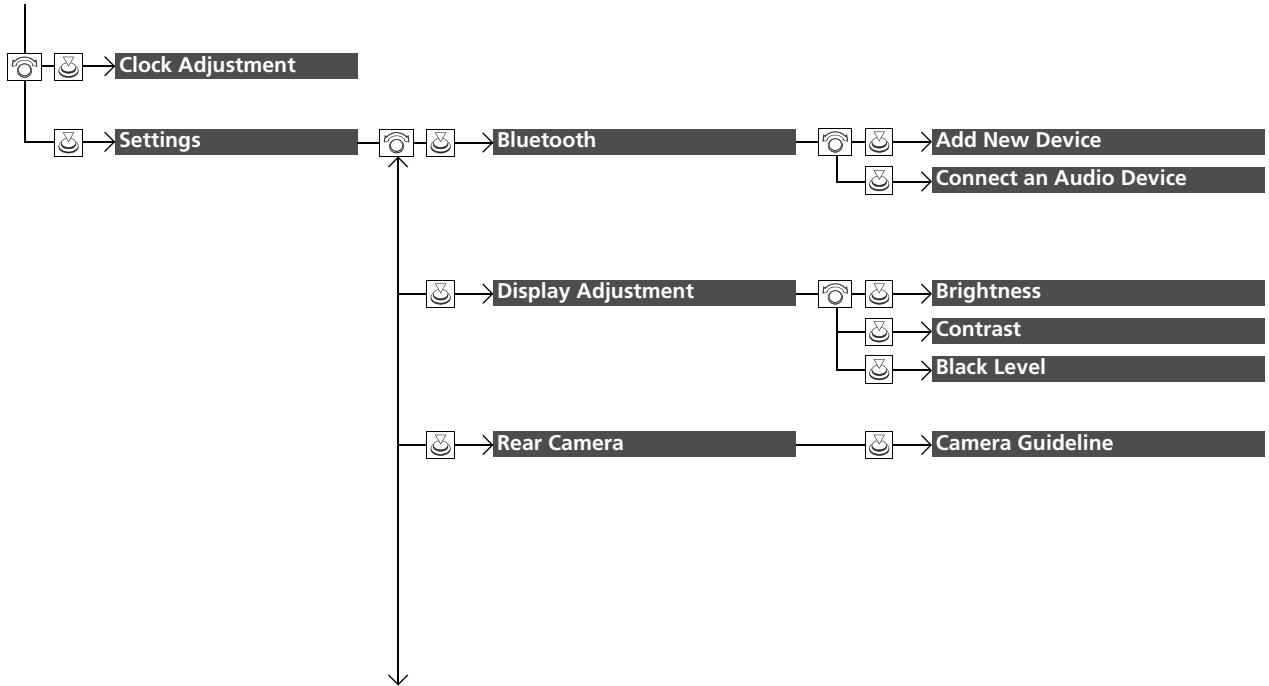 Clock Adjustment
Settings
Bluetooth
Add New Device
Connect an Audio Device
Display Adjustment
Brightness
Contrast
Black Level
Rear Camera
Camera Guideline